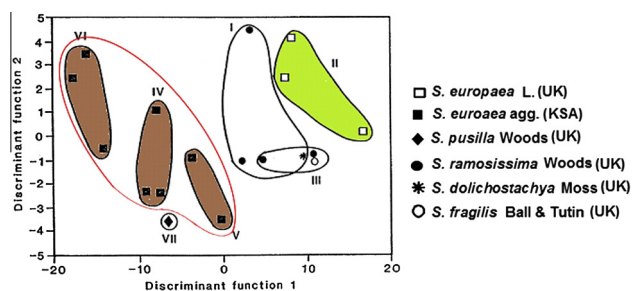 5
4
3
2
1
0
-1
-2
-3
-4
-5
Discriminant function 2
-20
-10
0
10
20
Discriminant function 1
VI
I
II
IV
III
V
VII
S. europaea L. (UK)
S. euroaea agg. (KSA)
S. pusilla Woods (UK)
S. ramosissima Woods (UK)
S. dolichostachya Moss (UK)
S. fragilis Ball & Tutin (UK)